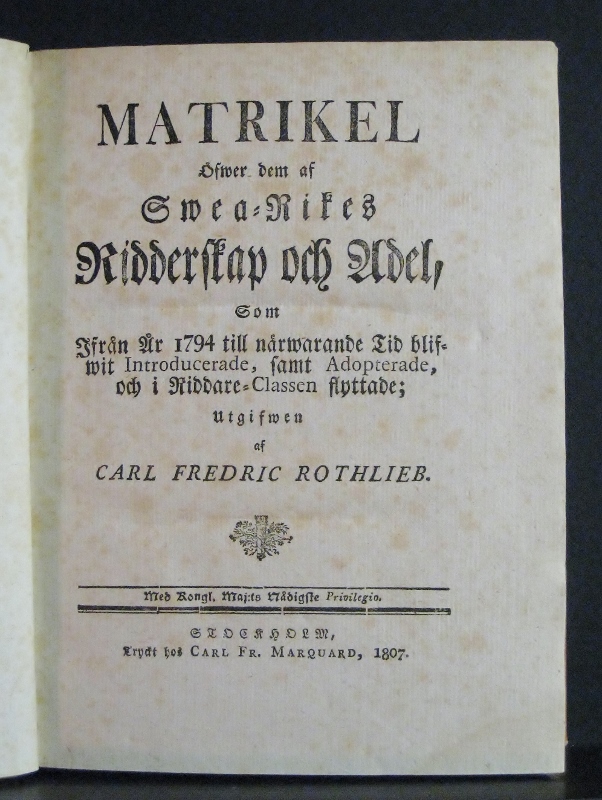 MATRIKEL
Öfwer dem af
Swea-Rikes
Ridderskap och Adel,
Som
Ifrån År 1794 till närwarande Tid blif-
wit Introducerade, samt Adopterade,
och i Riddare-Classen flyttade;
Utgifwen
af
CARL FREDRIC ROTHLIEB.
Med Kongl. Maj:ts Nådigste Privilegio.
STOCKHOLM,
Tryckt hos CARL FR. MARQUARD, 1807.